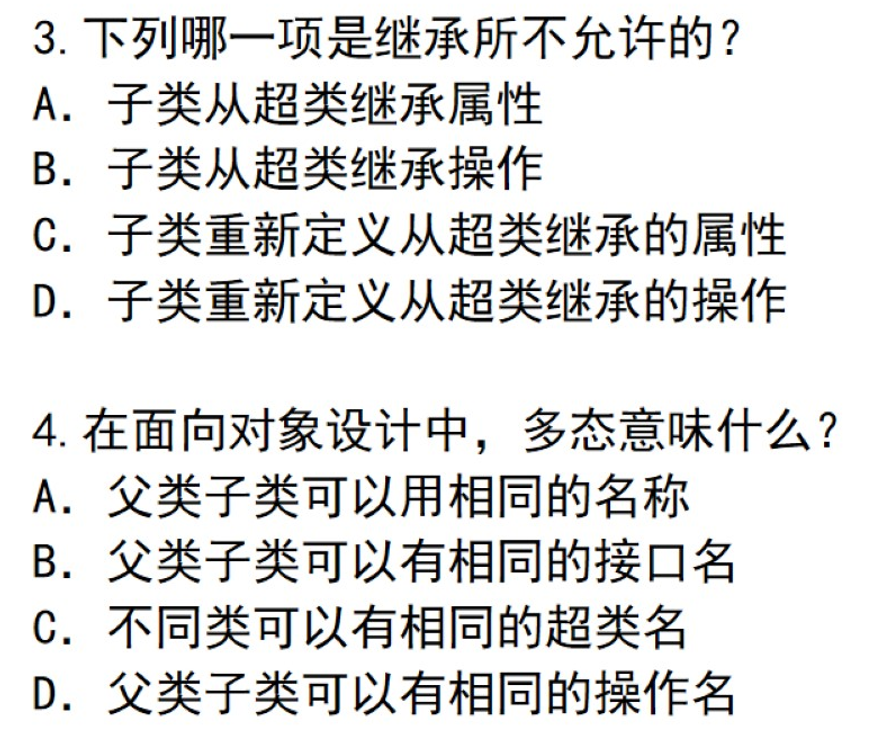 3. 下列哪一项是继承所不允许的？
A. 子类从超类继承属性
B. 子类从超类继承操作
C. 子类重新定义从超类继承的属性
D. 子类重新定义从超类继承的操作
4. 在面向对象设计中，多态意味什么？
A. 父类子类可以用相同的名称
B. 父类子类可以有相同的接口名
C. 不同类可以有相同的超类名
D. 父类子类可以有相同的操作名